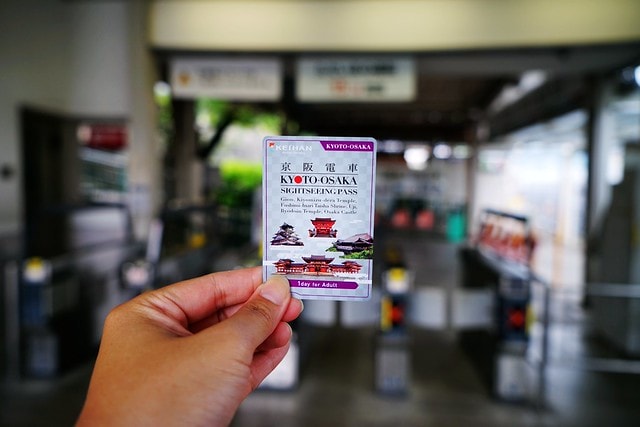 KEIHAN
KYOTO-OSAKA
京阪電車
KYOTO-OSAKA
SIGHTSEEING PASS
Gion, Kiyomizu-dera Temple,
Fushimi Inari Taisha Shrine, Uji,
Byodoin Temple, Osaka Castle
1day for Adult